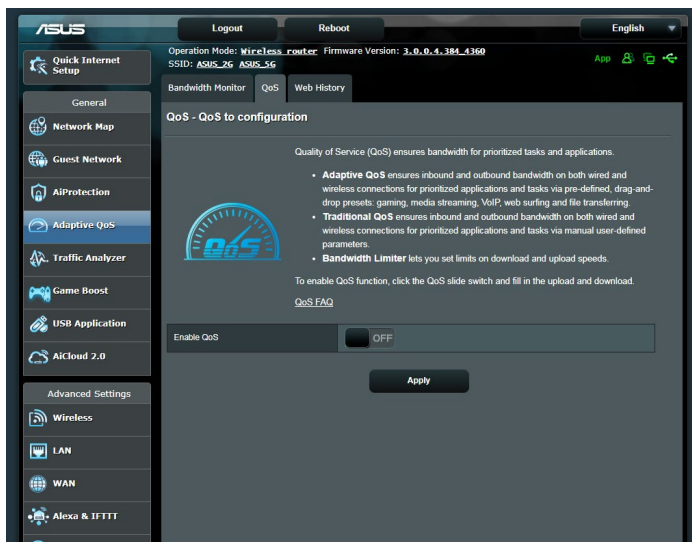 ASUS
Logout
Reboot
English
Quick Internet
Setup
Operation Mode: Wireless router Firmware Version: 3.0.0.4.384_4360
SSID: ASUS_2G ASUS_5G
App
General
Network Map
Guest Network
AiProtection
Adaptive QoS
Traffic Analyzer
Game Boost
USB Application
AiCloud 2.0
Advanced Settings
Wireless
LAN
WAN
Alexa & IFTTT
Bandwidth Monitor
QoS
Web History
QoS - QoS to configuration
QoS
Quality of Service (QoS) ensures bandwidth for prioritized tasks and applications.
• Adaptive QoS ensures inbound and outbound bandwidth on both wired and
wireless connections for prioritized applications and tasks via pre-defined, drag-and-
drop presets: gaming, media streaming, VoIP, web surfing and file transferring.
• Traditional QoS ensures inbound and outbound bandwidth on both wired and
wireless connections for prioritized applications and tasks via manual user-defined
parameters.
• Bandwidth Limiter lets you set limits on download and upload speeds.
To enable QoS function, click the QoS slide switch and fill in the upload and download.
QoS FAQ
Enable QoS
OFF
Apply